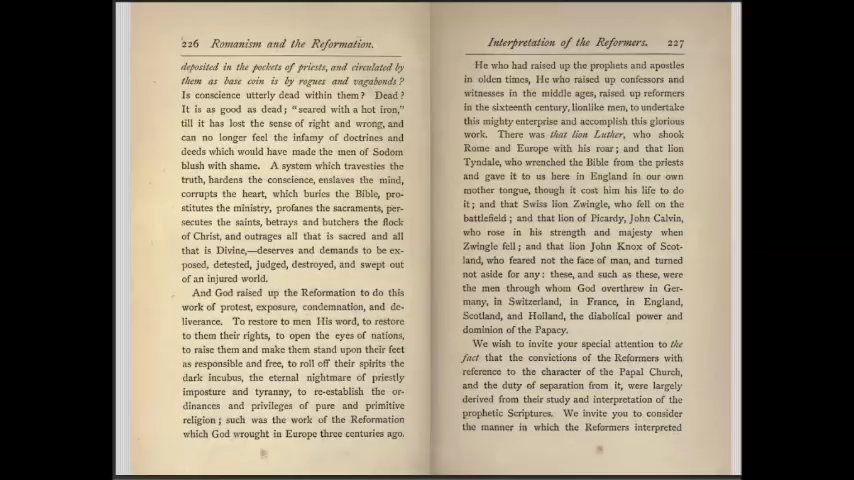 226 Romanism and the Reformation.
deposited in the pockets of priests, and circulated by
them as base coin is by rogues and vagabonds?
Is conscience utterly dead within them? Dead?
It is as good as dead; "seared with a hot iron,"
till it has lost the sense of right and wrong, and
can no longer feel the infamy of doctrines and
deeds which would have made the men of Sodom
blush with shame. A system which travesties the
truth, hardens the conscience, enslaves the mind,
corrupts the heart, which buries the Bible, pro-
stitutes the ministry, profanes the sacraments, per-
secutes the saints, betrays and butchers the flock
of Christ, and outrages all that is sacred and all
that is Divine,—deserves and demands to be ex-
posed, detested, judged, destroyed, and swept out
of an injured world.
And God raised up the Reformation to do this
work of protest, exposure, condemnation, and de-
liverance. To restore to men His word, to restore
to them their rights, to open the eyes of nations,
to raise them and make them stand upon their feet
as responsible and free, to roll off their spirits the
dark incubus, the eternal nightmare of priestly
imposture and tyranny, to re-establish the or-
dinances and privileges of pure and primitive
religion; such was the work of the Reformation
which God wrought in Europe three centuries ago.
Interpretation of the Reformers. 227
He who had raised up the prophets and apostles
in olden times, He who raised up confessors and
witnesses in the middle ages, raised up reformers
in the sixteenth century, lionlike men, to undertake
this mighty enterprise and accomplish this glorious
work. There was that lion Luther, who shook
Rome and Europe with his roar; and that lion
Tyndale, who wrenched the Bible from the priests
and gave it to us here in England in our own
mother tongue, though it cost him his life to do
it; and that Swiss lion Zwingle, who fell on the
battlefield; and that lion of Picardy, John Calvin,
who rose in his strength and majesty when
Zwingle fell; and that lion John Knox of Scot-
land, who feared not the face of man, and turned
not aside for any: these, and such as these, were
the men through whom God overthrew in Ger-
many, in Switzerland, in France, in England,
Scotland, and Holland, the diabolical power and
dominion of the Papacy.
We wish to invite your special attention to the
fact that the convictions of the Reformers with
reference to the character of the Papal Church,
and the duty of separation from it, were largely
derived from their study and interpretation of the
prophetic Scriptures. We invite you to consider
the manner in which the Reformers interpreted